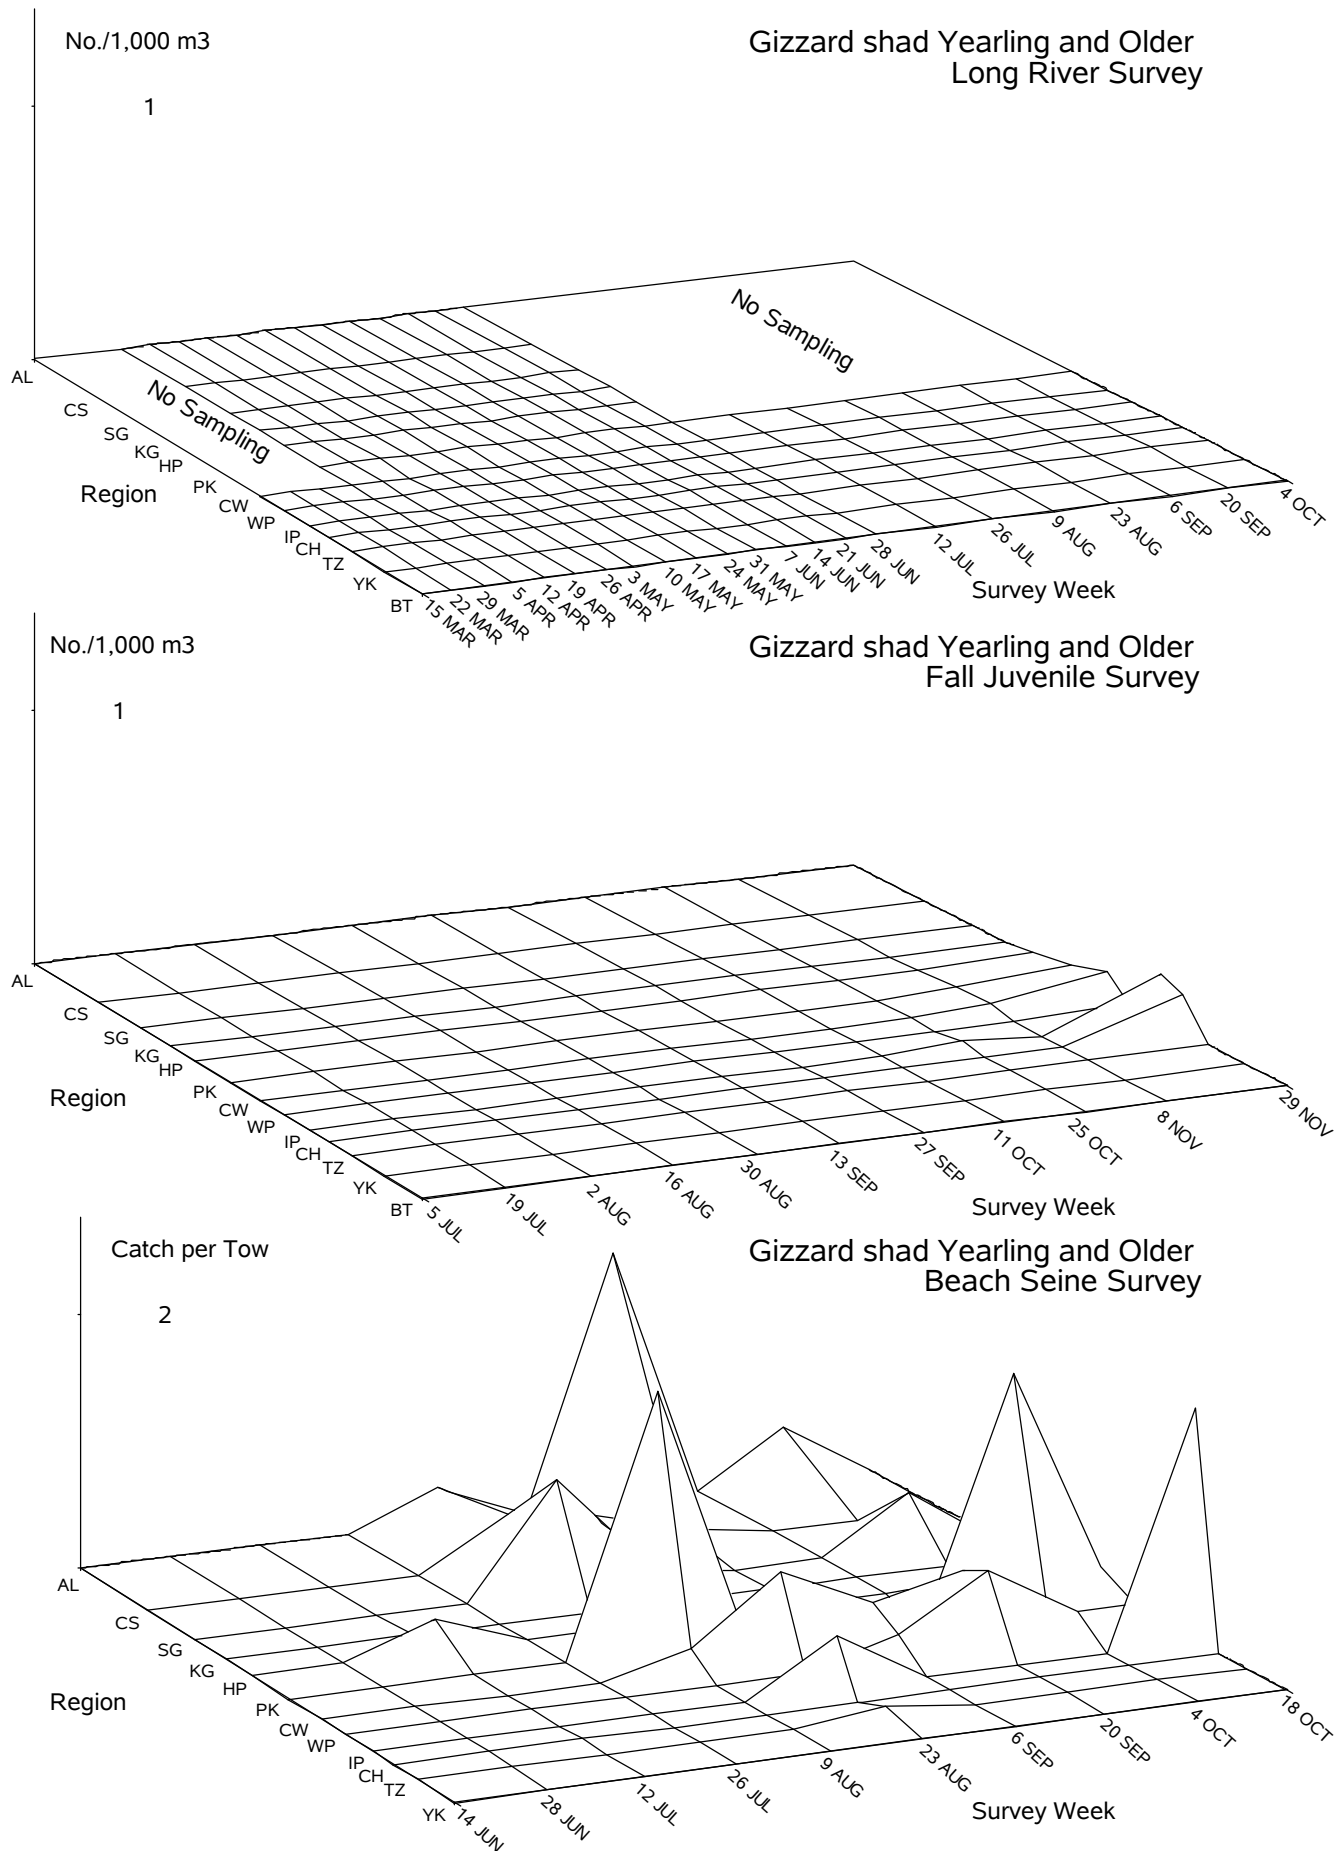 No./1,000 m3
Gizzard shad Yearling and Older
Long River Survey
1
No Sampling
No Sampling
AL
CS
SG
KG
HP
PK
CW
WP
IP
CH
TZ
YK
BT
Region
15 MAR
22 MAR
29 MAR
5 APR
12 APR
19 APR
26 APR
3 MAY
10 MAY
17 MAY
24 MAY
31 MAY
7 JUN
14 JUN
21 JUN
28 JUN
12 JUL
26 JUL
9 AUG
23 AUG
6 SEP
20 SEP
4 OCT
Survey Week
No./1,000 m3
Gizzard shad Yearling and Older
Fall Juvenile Survey
1
AL
CS
SG
KG
HP
PK
CW
WP
IP
CH
TZ
YK
BT
Region
5 JUL
19 JUL
2 AUG
16 AUG
30 AUG
13 SEP
27 SEP
11 OCT
25 OCT
8 NOV
29 NOV
Survey Week
Catch per Tow
Gizzard shad Yearling and Older
Beach Seine Survey
2
AL
CS
SG
KG
HP
PK
CW
WP
IP
CH
TZ
YK
Region
14 JUN
28 JUN
12 JUL
26 JUL
9 AUG
23 AUG
6 SEP
20 SEP
4 OCT
18 OCT
Survey Week